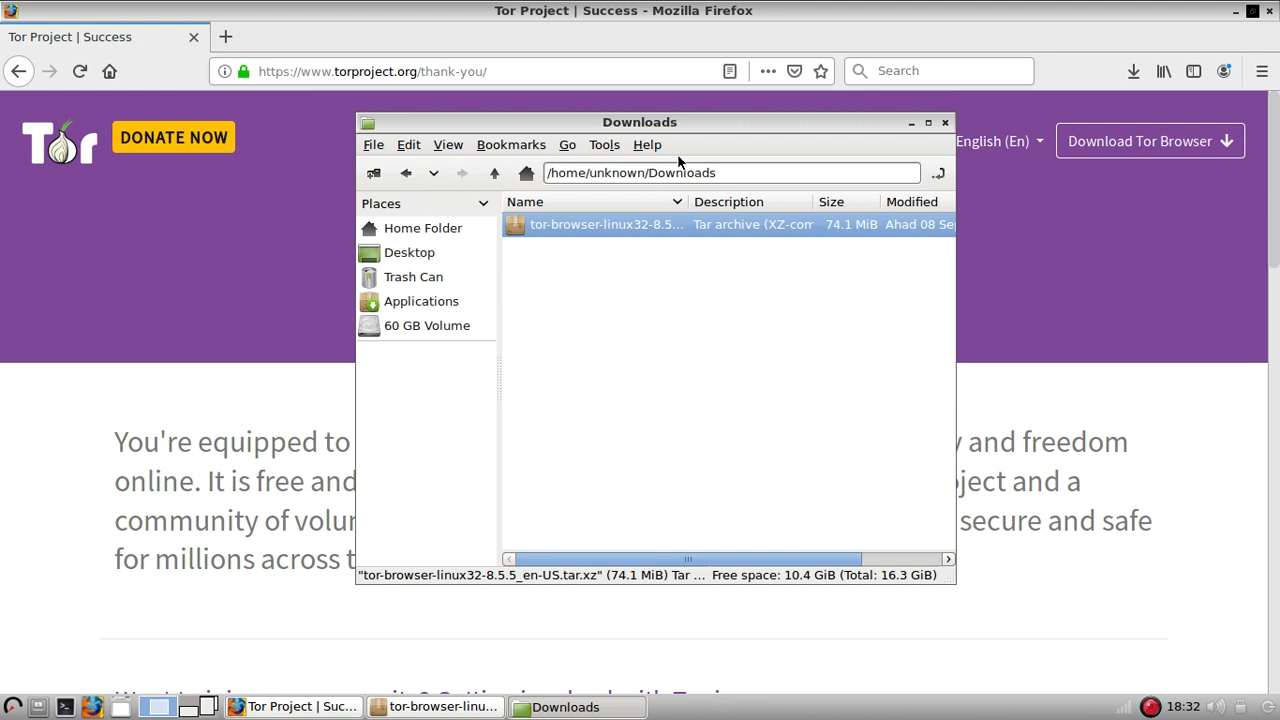 Tor Project | Success - Mozilla Firefox
Tor Project | Success
https://www.torproject.org/thank-you/
Search
Tor
DONATE NOW
English (En)
Download Tor Browser
Downloads
File Edit View Bookmarks Go Tools Help
/home/unknown/Downloads
Places
Name Description Size Modified
tor-browser-linux32-8.5... Tar archive (XZ-com 74.1 MiB Ahad 08 Se
Home Folder
Desktop
Trash Can
Applications
60 GB Volume
"tor-browser-linux32-8.5.5_en-US.tar.xz" (74.1 MiB) Tar ... Free space: 10.4 GiB (Total: 16.3 GiB)
You're equipped to y and freedom
online. It is free and oject and a
community of volu secure and safe
for millions across t
Tor Project | Suc...
tor-browser-linu...
Downloads
18:32